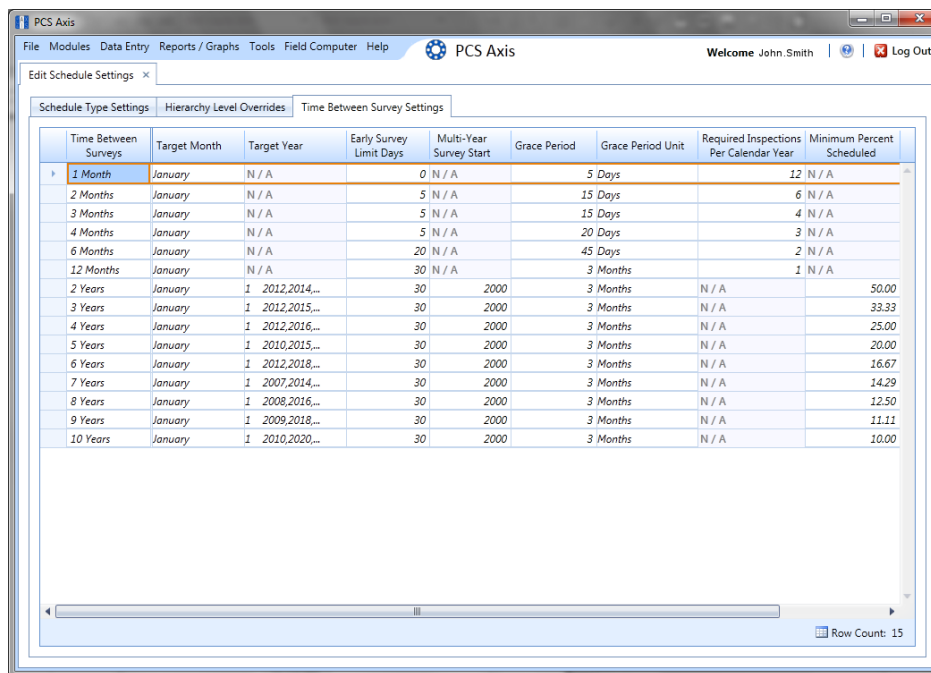 PCS Axis
File Modules Data Entry Reports / Graphs Tools Field Computer Help PCS Axis Welcome John.Smith Log Out
Edit Schedule Settings ×
Schedule Type Settings Hierarchy Level Overrides Time Between Survey Settings
Time Between Surveys Target Month Target Year Early Survey Limit Days Multi-Year Survey Start Grace Period Grace Period Unit Required Inspections Per Calendar Year Minimum Percent Scheduled
1 Month January N / A 0 N / A 5 Days 12 N / A
2 Months January N / A 5 N / A 15 Days 6 N / A
3 Months January N / A 5 N / A 15 Days 4 N / A
4 Months January N / A 5 N / A 20 Days 3 N / A
6 Months January N / A 20 N / A 45 Days 2 N / A
12 Months January N / A 30 N / A 3 Months 1 N / A
2 Years January 1 2012,2014,... 30 2000 3 Months N / A 50.00
3 Years January 1 2012,2015,... 30 2000 3 Months N / A 33.33
4 Years January 1 2012,2016,... 30 2000 3 Months N / A 25.00
5 Years January 1 2010,2015,... 30 2000 3 Months N / A 20.00
6 Years January 1 2012,2018,... 30 2000 3 Months N / A 16.67
7 Years January 1 2007,2014,... 30 2000 3 Months N / A 14.29
8 Years January 1 2008,2016,... 30 2000 3 Months N / A 12.50
9 Years January 1 2009,2018,... 30 2000 3 Months N / A 11.11
10 Years January 1 2010,2020,... 30 2000 3 Months N / A 10.00
Row Count: 15